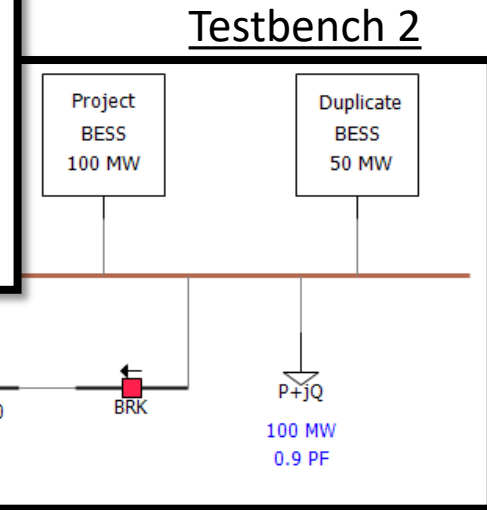 Testbench 2
Project
BESS
100 MW
Duplicate
BESS
50 MW
BRK
P+jQ
100 MW
0.9 PF